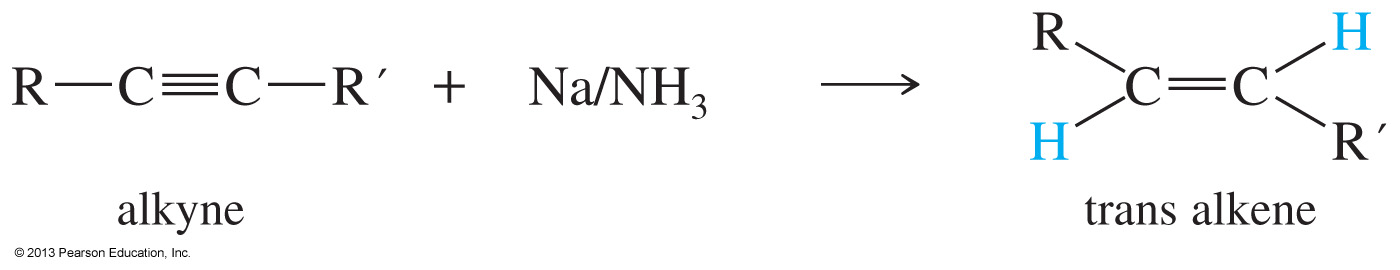 R—C≡C—R′ + Na/NH₃ → R H C=C H R′
alkyne trans alkene
© 2013 Pearson Education, Inc.